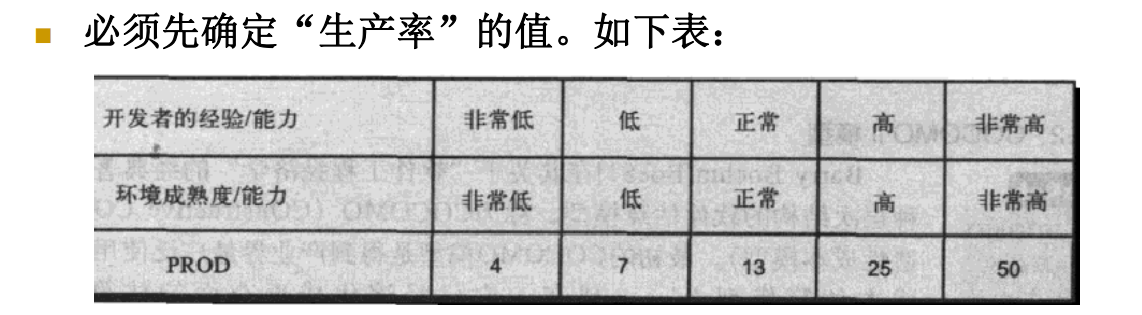 必须先确定“生产率”的值。如下表：
开发者的经验/能力 非常低 低 正常 高 非常高
环境成熟度/能力 非常低 低 正常 高 非常高
PROD 4 7 13 25 50